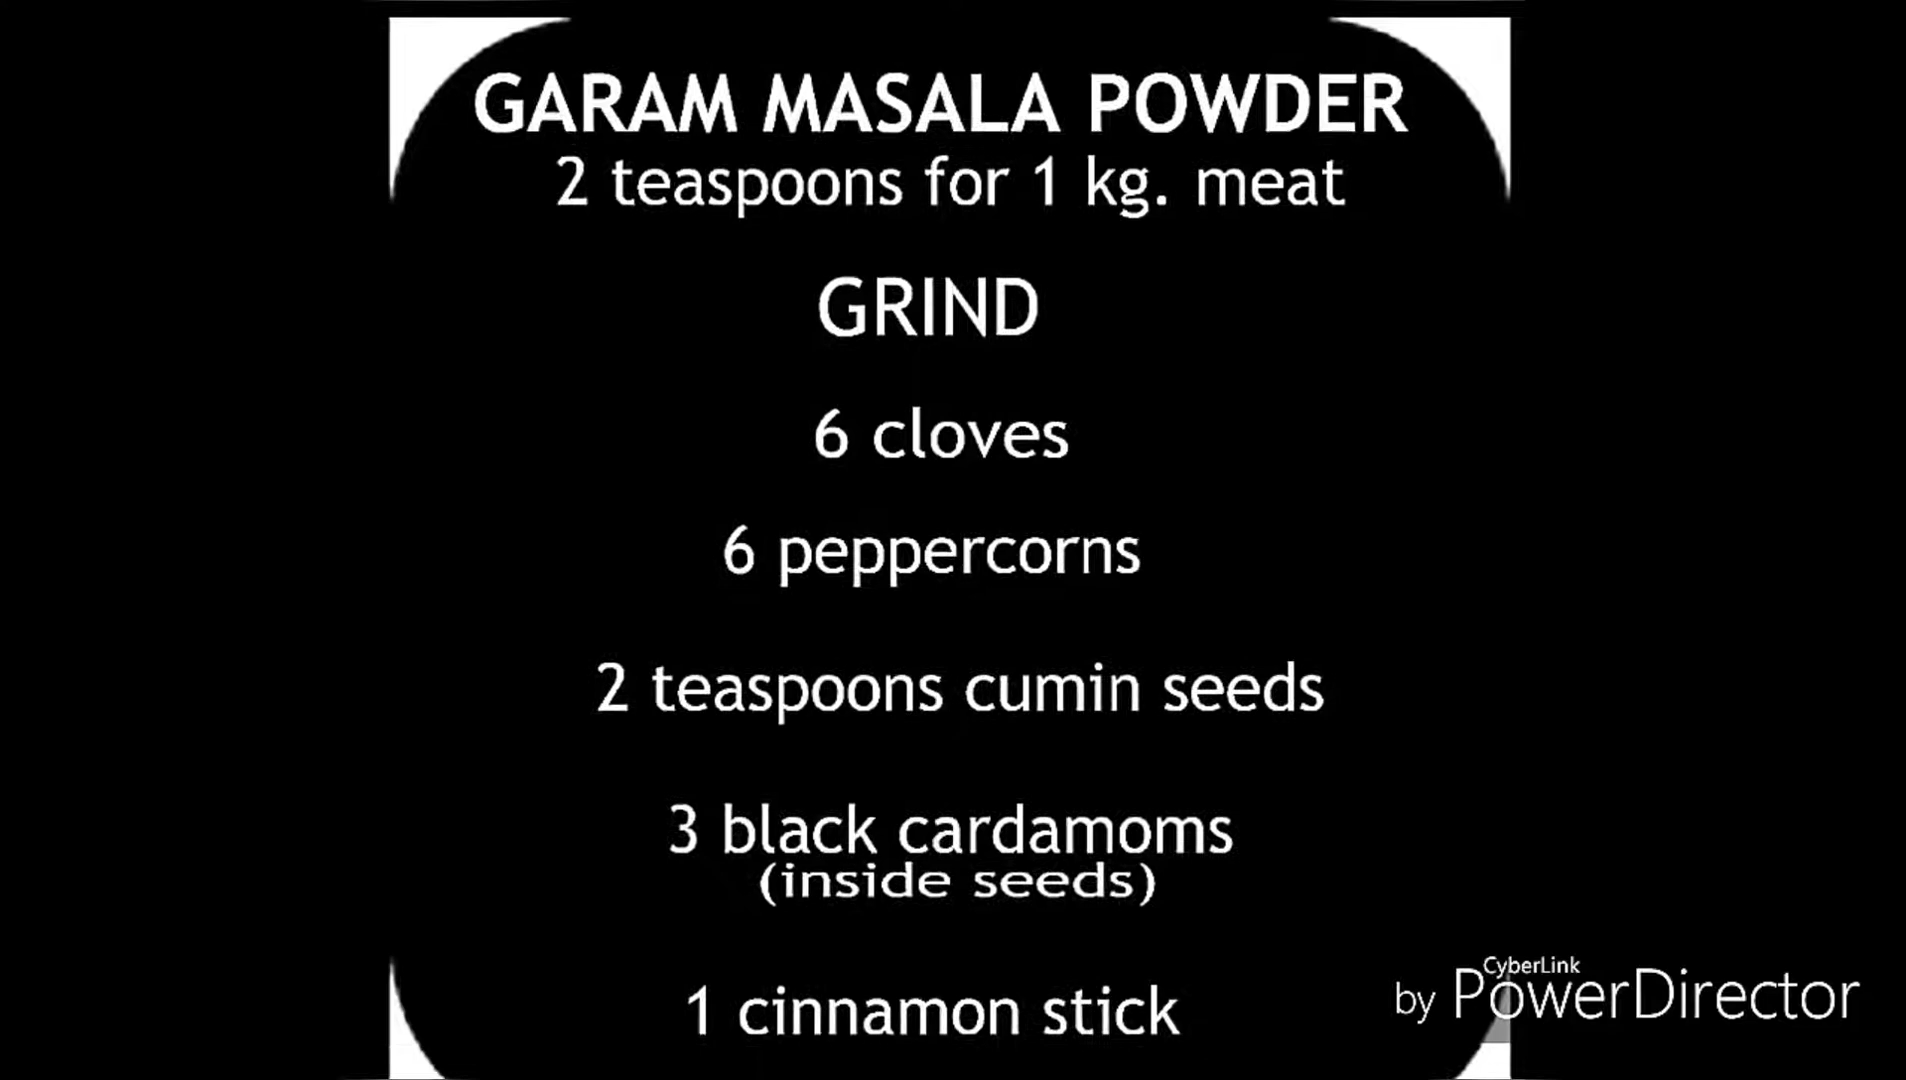 GARAM MASALA POWDER
2 teaspoons for 1 kg. meat
GRIND
6 cloves
6 peppercorns
2 teaspoons cumin seeds
3 black cardamoms
(inside seeds)
1 cinnamon stick
CyberLink
by PowerDirector